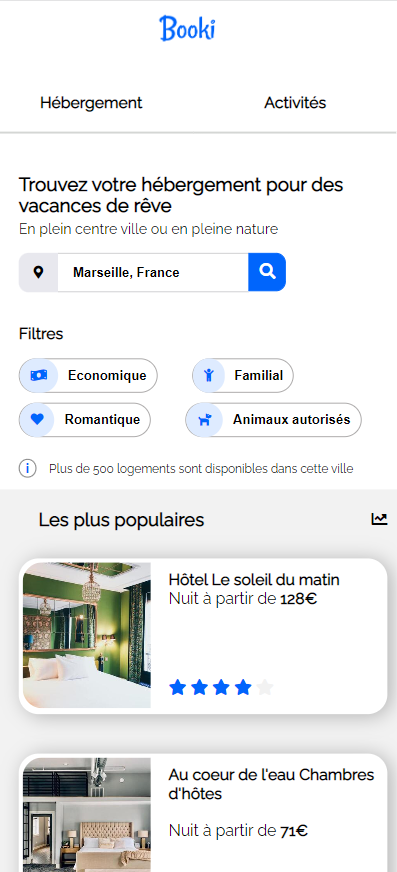 Booki
Hébergement
Activités
Trouvez votre hébergement pour des
vacances de rêve
En plein centre ville ou en pleine nature
Marseille, France
Filtres
Economique
Familial
Romantique
Animaux autorisés
Plus de 500 logements sont disponibles dans cette ville
Les plus populaires
Hôtel Le soleil du matin
Nuit à partir de 128€
Au coeur de l'eau Chambres
d'hôtes
Nuit à partir de 71€